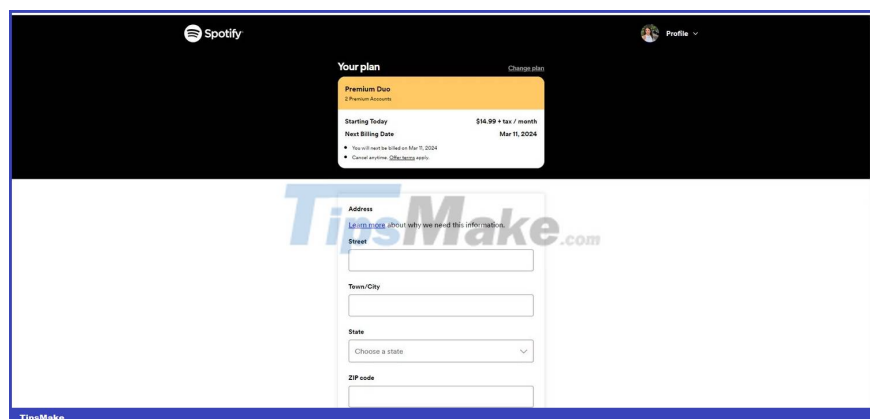 Spotify
Profile
Your plan
Change plan
Premium Duo
2 Premium Accounts
Starting Today
$14.99 + tax / month
Next Billing Date
Mar 11, 2024
You will next be billed on Mar 11, 2024
Cancel anytime. Offer terms apply.
TipsMake.com
Address
Learn more about why we need this information.
Street
Town/City
State
Choose a state
ZIP code
TipsMake